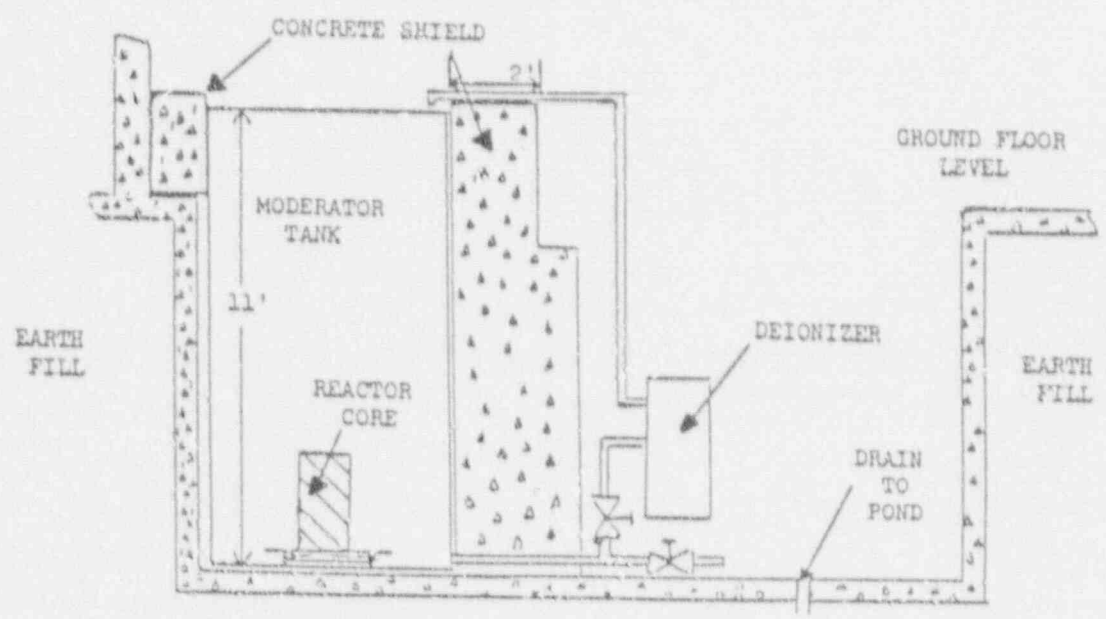 CONCRETE SHIELD
2'
GROUND FLOOR
LEVEL
MODERATOR
TANK
11'
EARTH
FILL
DEIONIZER
EARTH
FILL
REACTOR
CORE
DRAIN
TO
POND